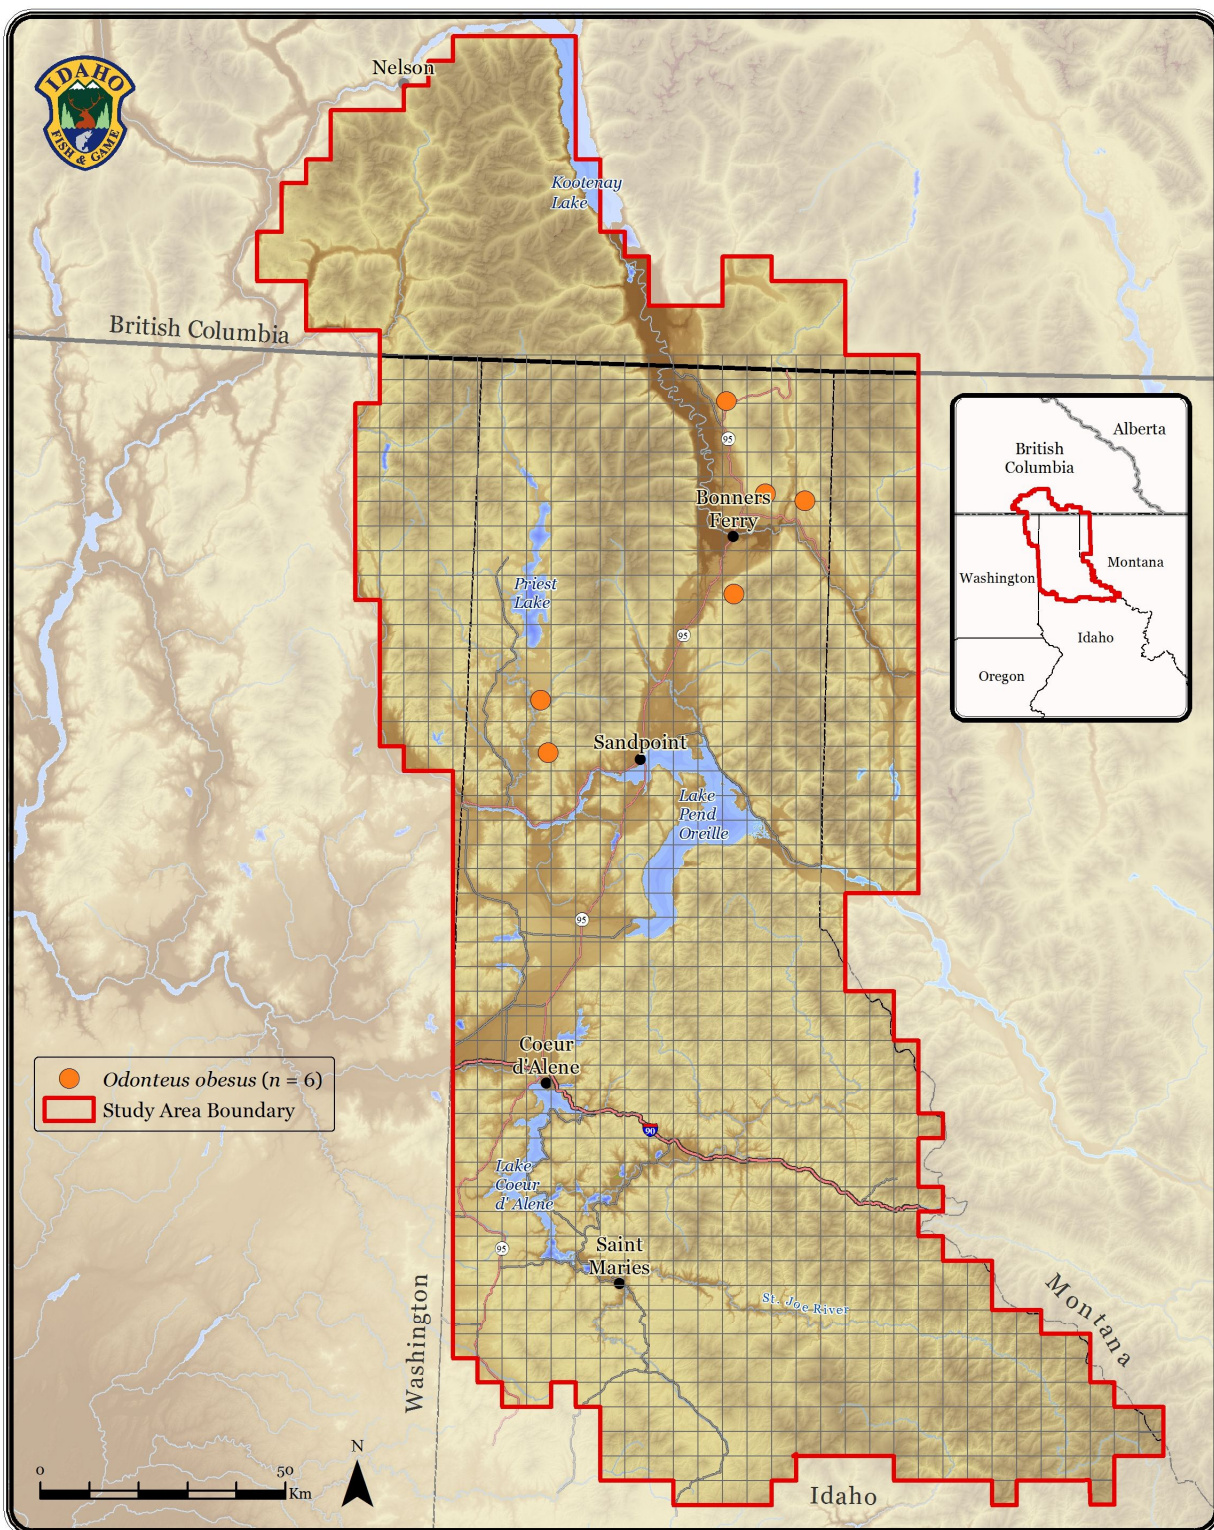 IDAHO
FISH & GAME
Nelson
Kootenay
Lake
British Columbia
95
Bonners
Ferry
Priest
Lake
95
Sandpoint
Lake
Pend
Oreille
95
Coeur
d'Alene
90
Lake
Coeur
d' Alene
95
Saint
Maries
St. Joe River
Washington
Montana
Idaho
Alberta
British
Columbia
Washington
Montana
Idaho
Oregon
Odonteus obesus (n = 6)
Study Area Boundary
0 50
Km
N